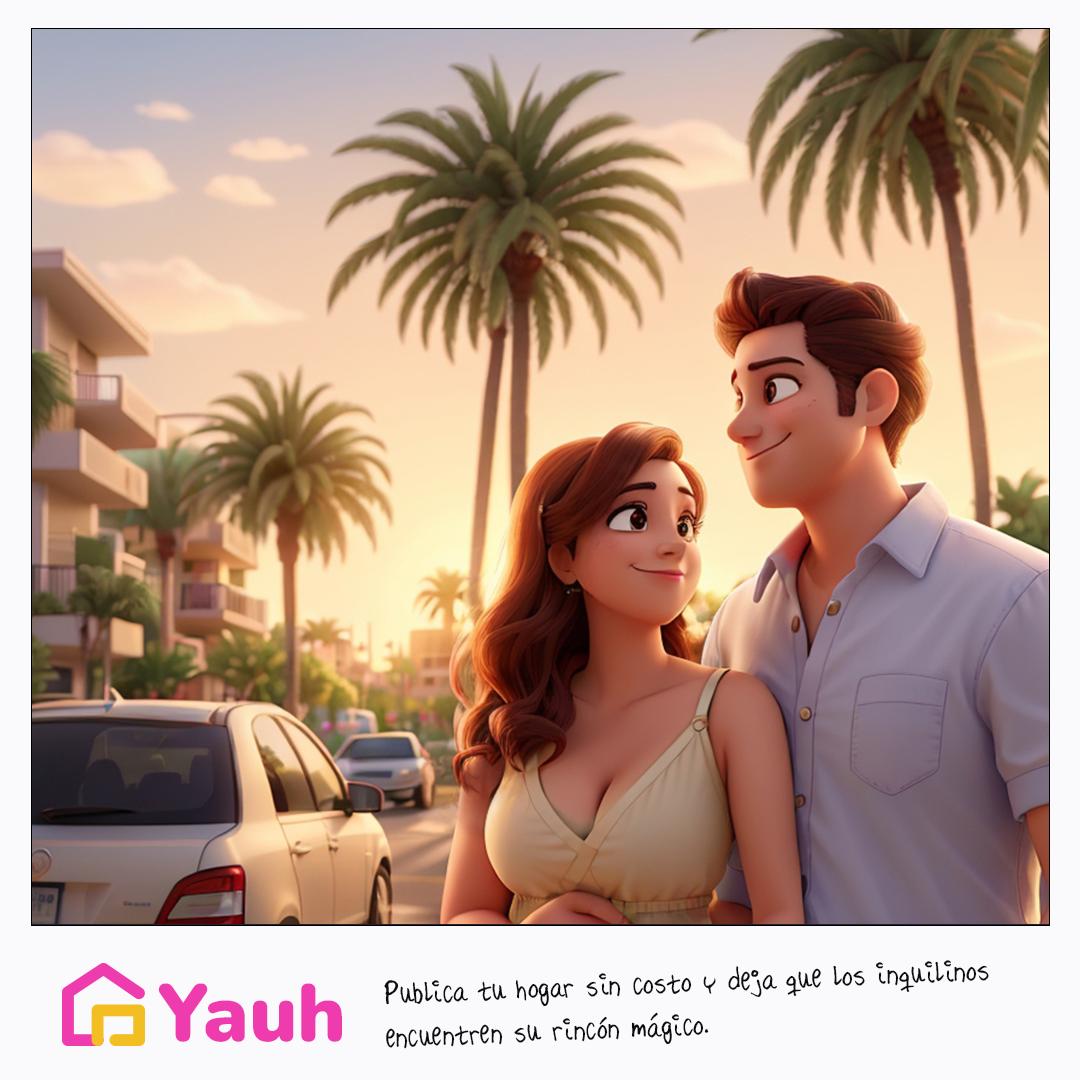 Yauh
Publica tu hogar sin costo y deja que los inquilinos
encuentren su rincón mágico.